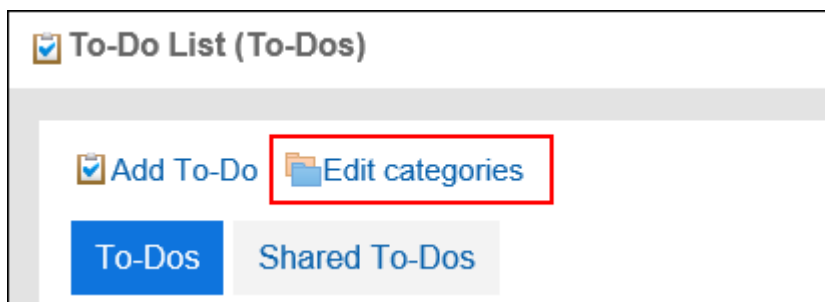 To-Do List (To-Dos)
Add To-Do Edit categories
To-Dos Shared To-Dos